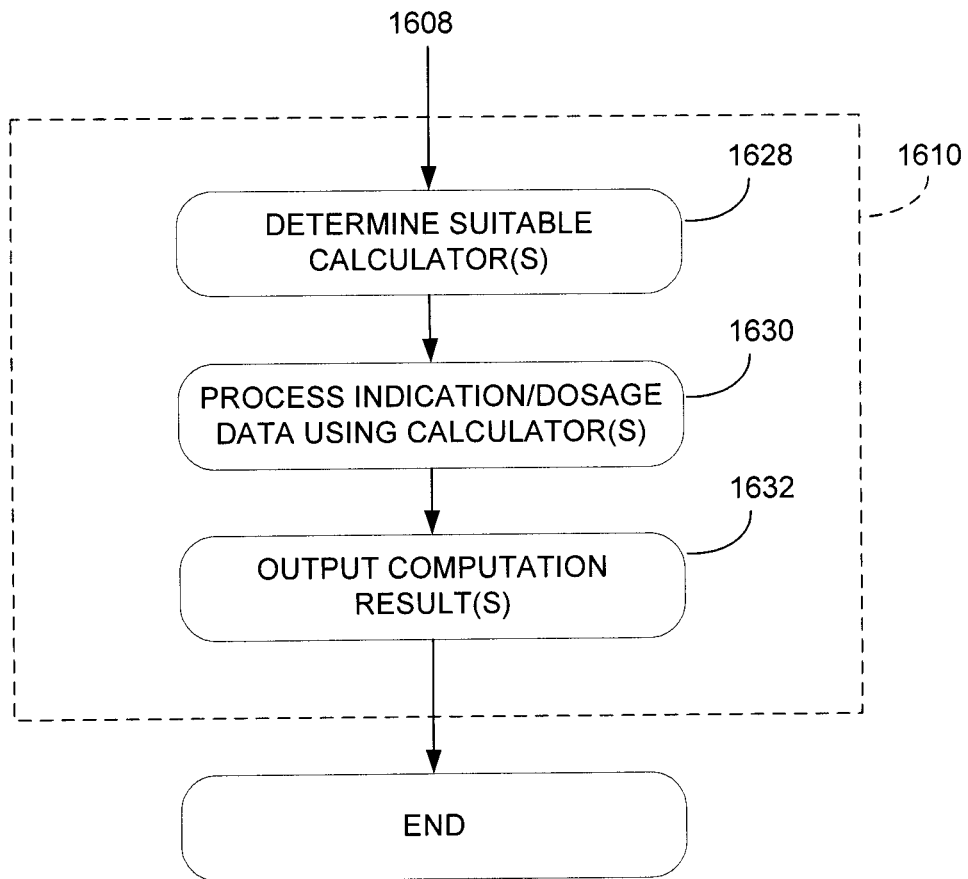 1608
1628
1610
DETERMINE SUITABLE
CALCULATOR(S)
1630
PROCESS INDICATION/DOSAGE
DATA USING CALCULATOR(S)
1632
OUTPUT COMPUTATION
RESULT(S)
END